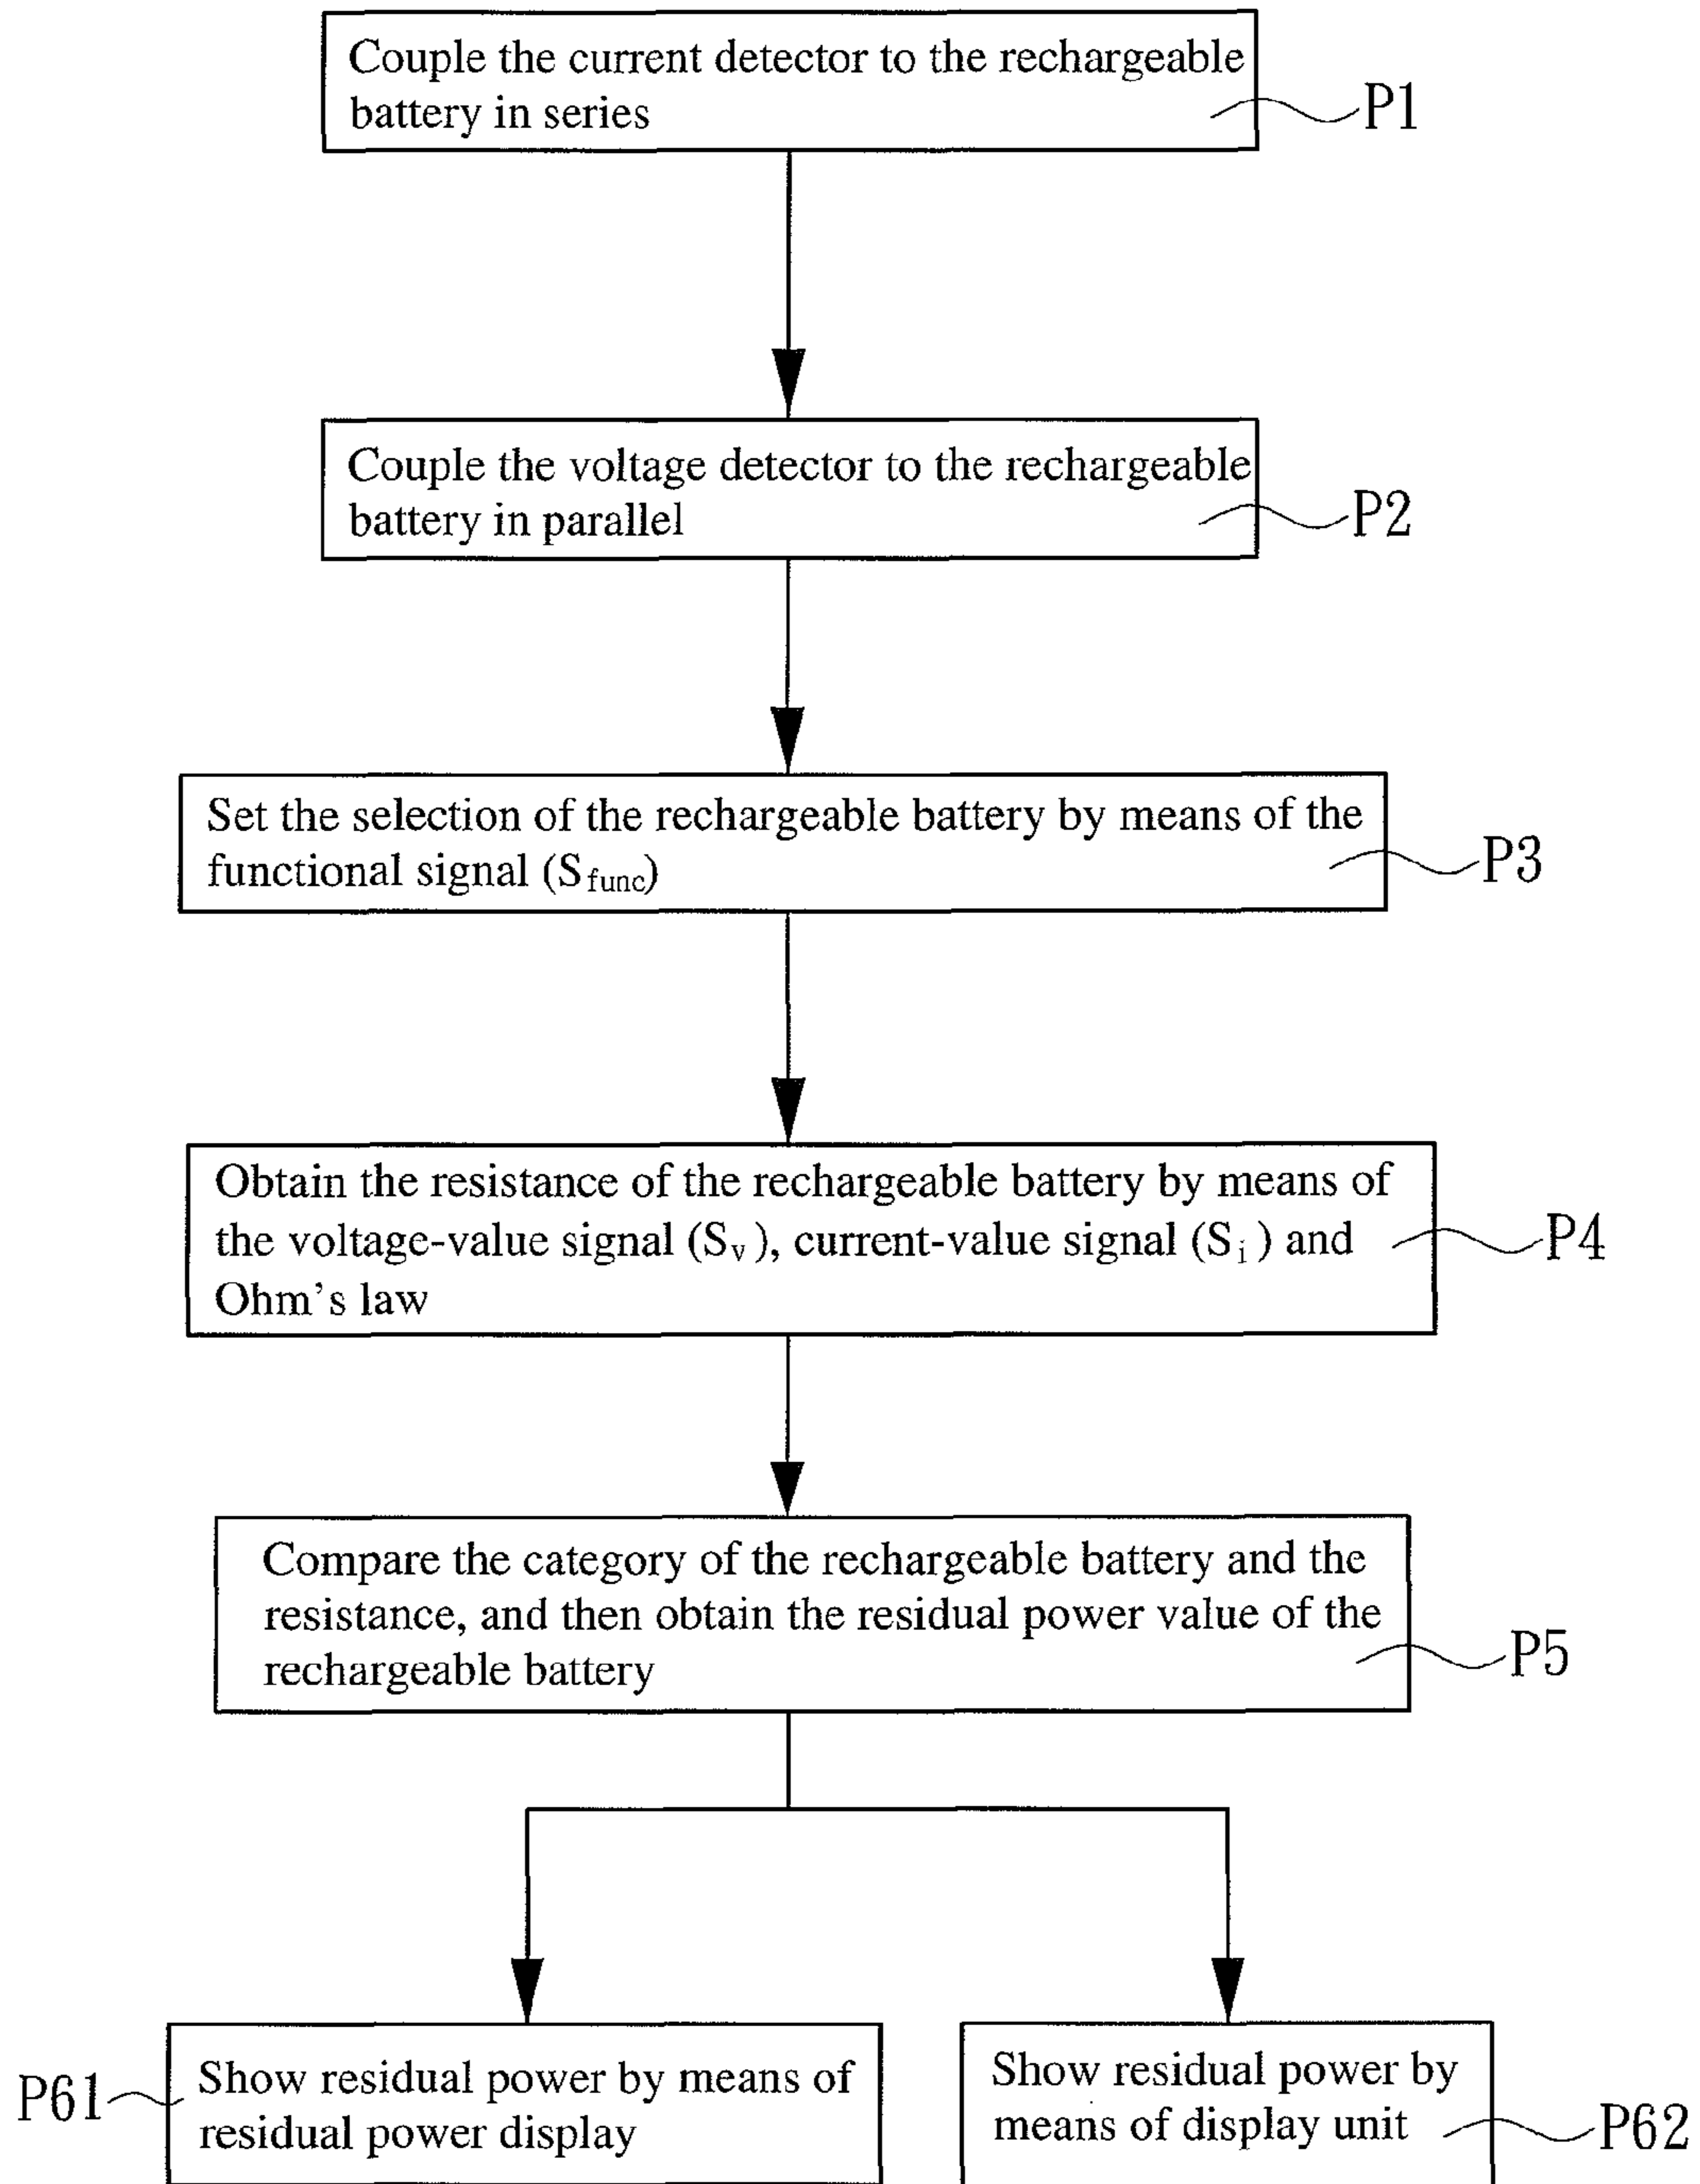 Couple the current detector to the rechargeable
battery in series
P1
Couple the voltage detector to the rechargeable
battery in parallel
P2
Set the selection of the rechargeable battery by means of the
functional signal (S func)
P3
Obtain the resistance of the rechargeable battery by means of
the voltage-value signal (S v), current-value signal (S i) and
Ohm's law
P4
Compare the category of the rechargeable battery and the
resistance, and then obtain the residual power value of the
rechargeable battery
P5
P61
Show residual power by means of
residual power display
Show residual power by
means of display unit
P62